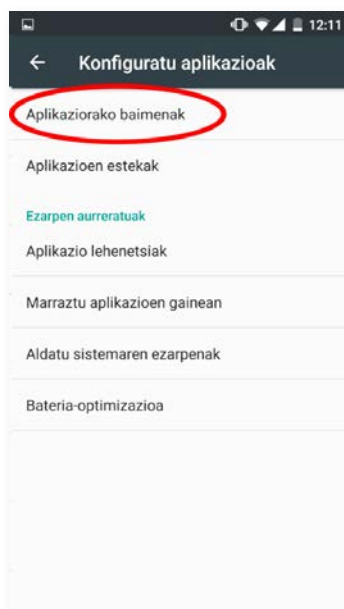 12:11
Konfiguratu aplikazioak
Aplikaziorako baimenak
Aplikazioen estekak
Ezarpen aurreratuak
Aplikazio lehenetsiak
Marraztu aplikazioen gainean
Aldatu sistemaren ezarpenak
Bateria-optimizazioa